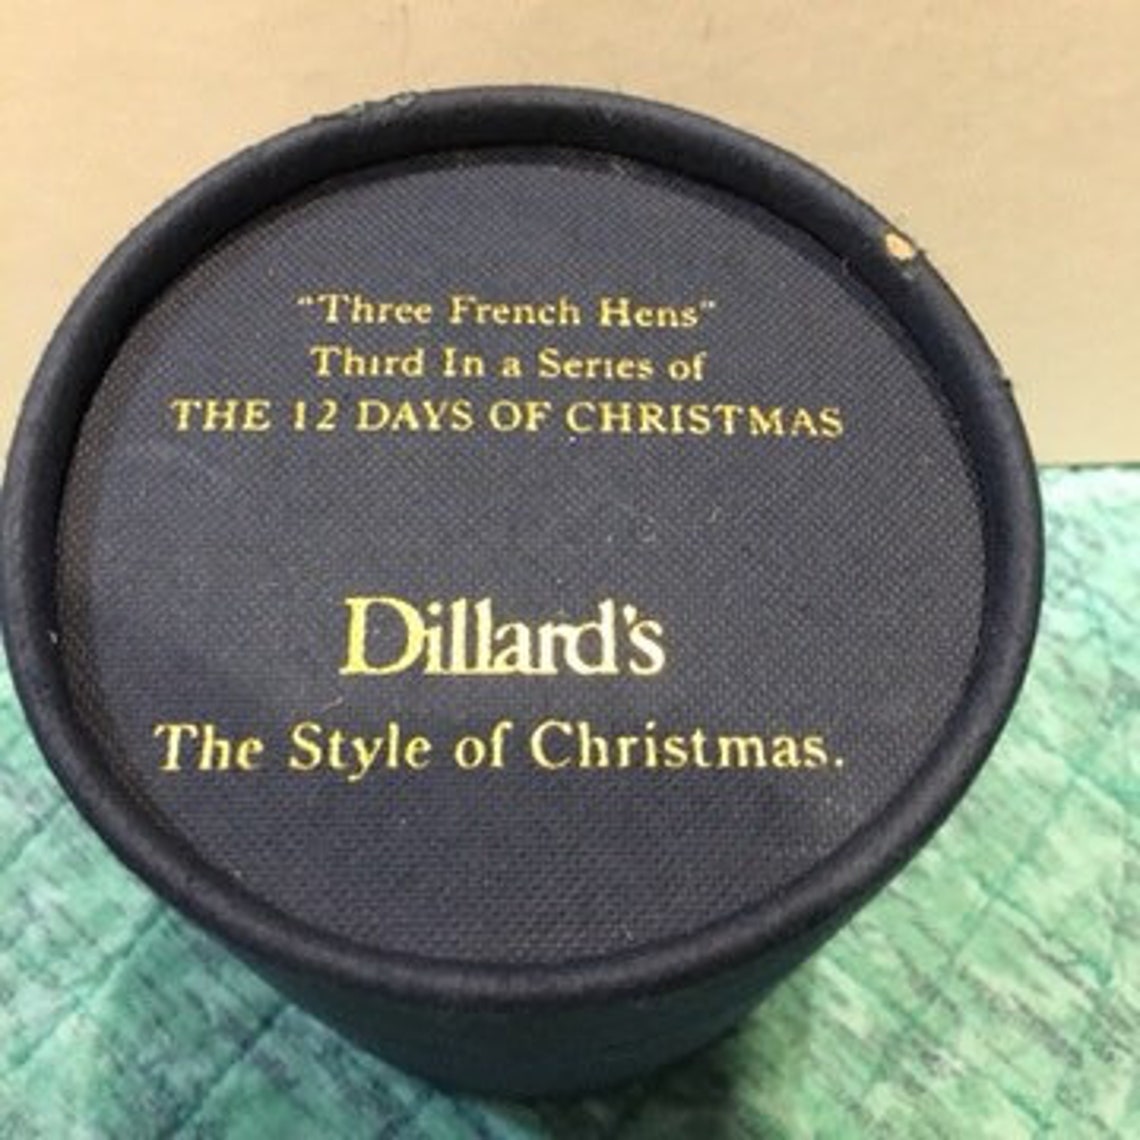 "Three French Hens"
Third In a Series of
THE 12 DAYS OF CHRISTMAS
Dillard's
The Style of Christmas.